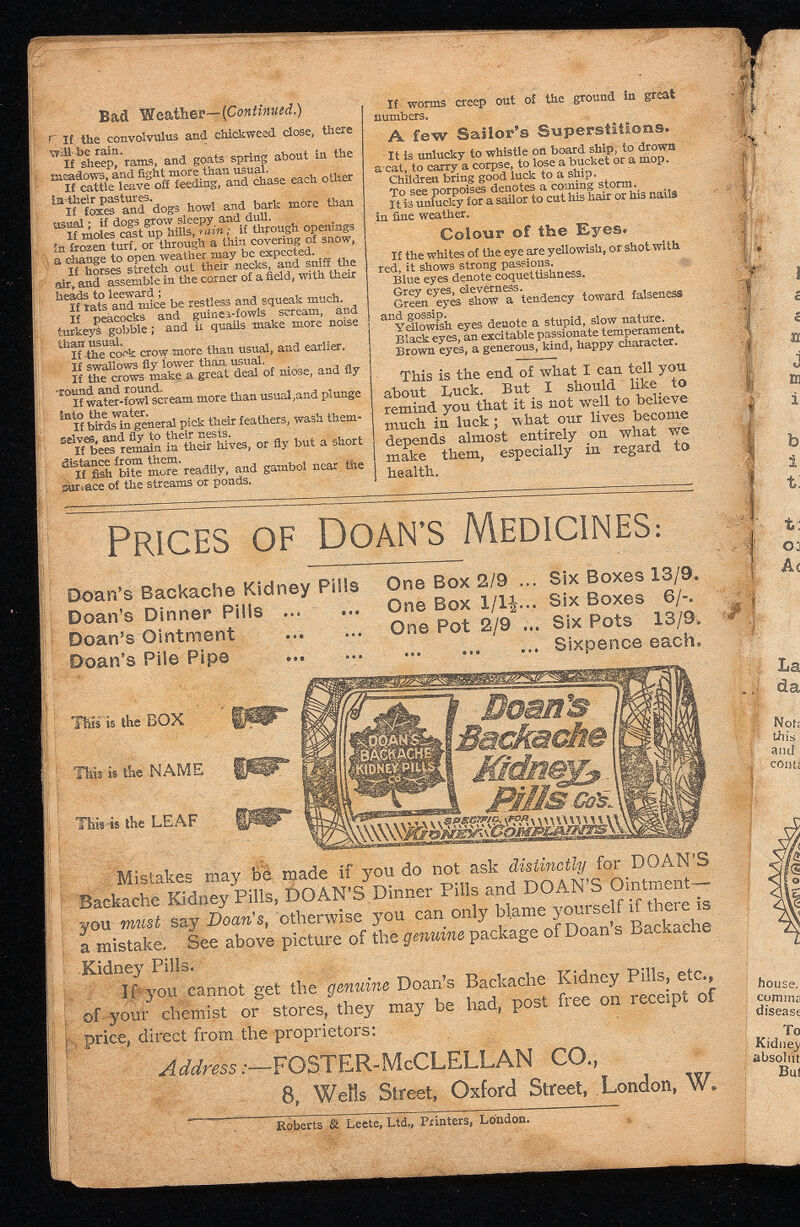 Bad Weather—(Continued.)
If the convolvulus and chickweed close, there
will be rain.
If sheep, rams, and goats spring about in the
meadows, and fight more than usual.
If cattle leave off feeding, and chase each other
in their pastures.
If foxes and dogs howl and bark more than
usual; if dogs grow sleepy and dull.
If moles cast up hills, rain; if through openings
in frozen turf, or through a thin covering of snow,
a change to open weather may be expected.
If horses stretch out their necks, and sniff the
air, and assemble in the corner of a field, with their
heads to leeward;
If rats and mice be restless and squeak much.
If peacocks and guinea-fowls scream, and
turkeys gobble; and if quails make more noise
than usual.
If the cock crow more than usual, and earlier.
If swallows fly lower than usual.
If the crows make a great deal of niose, and fly
round and round.
If water-fowl scream more than usual, and plunge
into the water.
If birds in general pick their feathers, wash them-
selves, and fly to their nests.
If bees remain in their hives, or fly but a short
distance from them.
If fish bite more readily, and gambol near the
surface of the streams or ponds.
If worms creep out of the ground in great
numbers.
A few Sailor's Superstitions.
It is unlucky to whistle on board ship, to drown
a cat, to carry a corpse, to lose a bucket or a mop.
Children bring good luck to a ship.
To see porpoises denotes a coming storm.
It is unlucky for a sailor to cut his hair or his nails
in fine weather.
Colour of the Eyes.
If the whites of the eye are yellowish, or shot with
red, it shows strong passions.
Blue eyes denote coquettishness.
Grey eyes, cleverness.
Green eyes show a tendency toward falseness
and gossip.
Yellowish eyes denote a stupid, slow nature.
Black eyes, an excitable passionate temperament.
Brown eyes, a generous, kind, happy character.
This is the end of what I can tell you
about Luck. But I should like to
remind you that it is not well to believe
much in luck; what our lives become
depends almost entirely on what we
make them, especially in regard to
health.
PRICES OF DOAN'S MEDICINES:
Doan's Backache Kidney Pills One Box 2/9 ... Six Boxes 13/9.
Doan's Dinner Pills ... ... One Box 1/1½... Six Boxes 6/-.
Doan's Ointment ... ... One Pot 2/9 ... Six Pots 13/9.
Doan's Pile Pipe ... ... ... ... ... Sixpence each.
This is the BOX
This is the NAME
This is the LEAF
DOAN'S
BACKACHE
KIDNEY PILLS
CO
Doan's
Backache
Kidney
Pills Co's.
SPECIFIC FOR
KIDNEY COMPLAINTS
Mistakes may be made if you do not ask distinctly for DOAN'S
Backache Kidney Pills, DOAN'S Dinner Pills and DOAN'S Ointment—
you must say Doan's, otherwise you can only blame yourself if there is
a mistake. See above picture of the genuine package of Doan's Backache
Kidney Pills.
If you cannot get the genuine Doan's Backache Kidney Pills, etc.,
of your chemist or stores, they may be had, post free on receipt of
price, direct from the proprietors:
Address:—FOSTER-McCLELLAN CO.,
8, Wells Street, Oxford Street, London, W.
Roberts & Leete, Ltd., Printers, London.
La
da
Not
this
and
cont
house.
comm
disease
To
Kidney
absolut
But